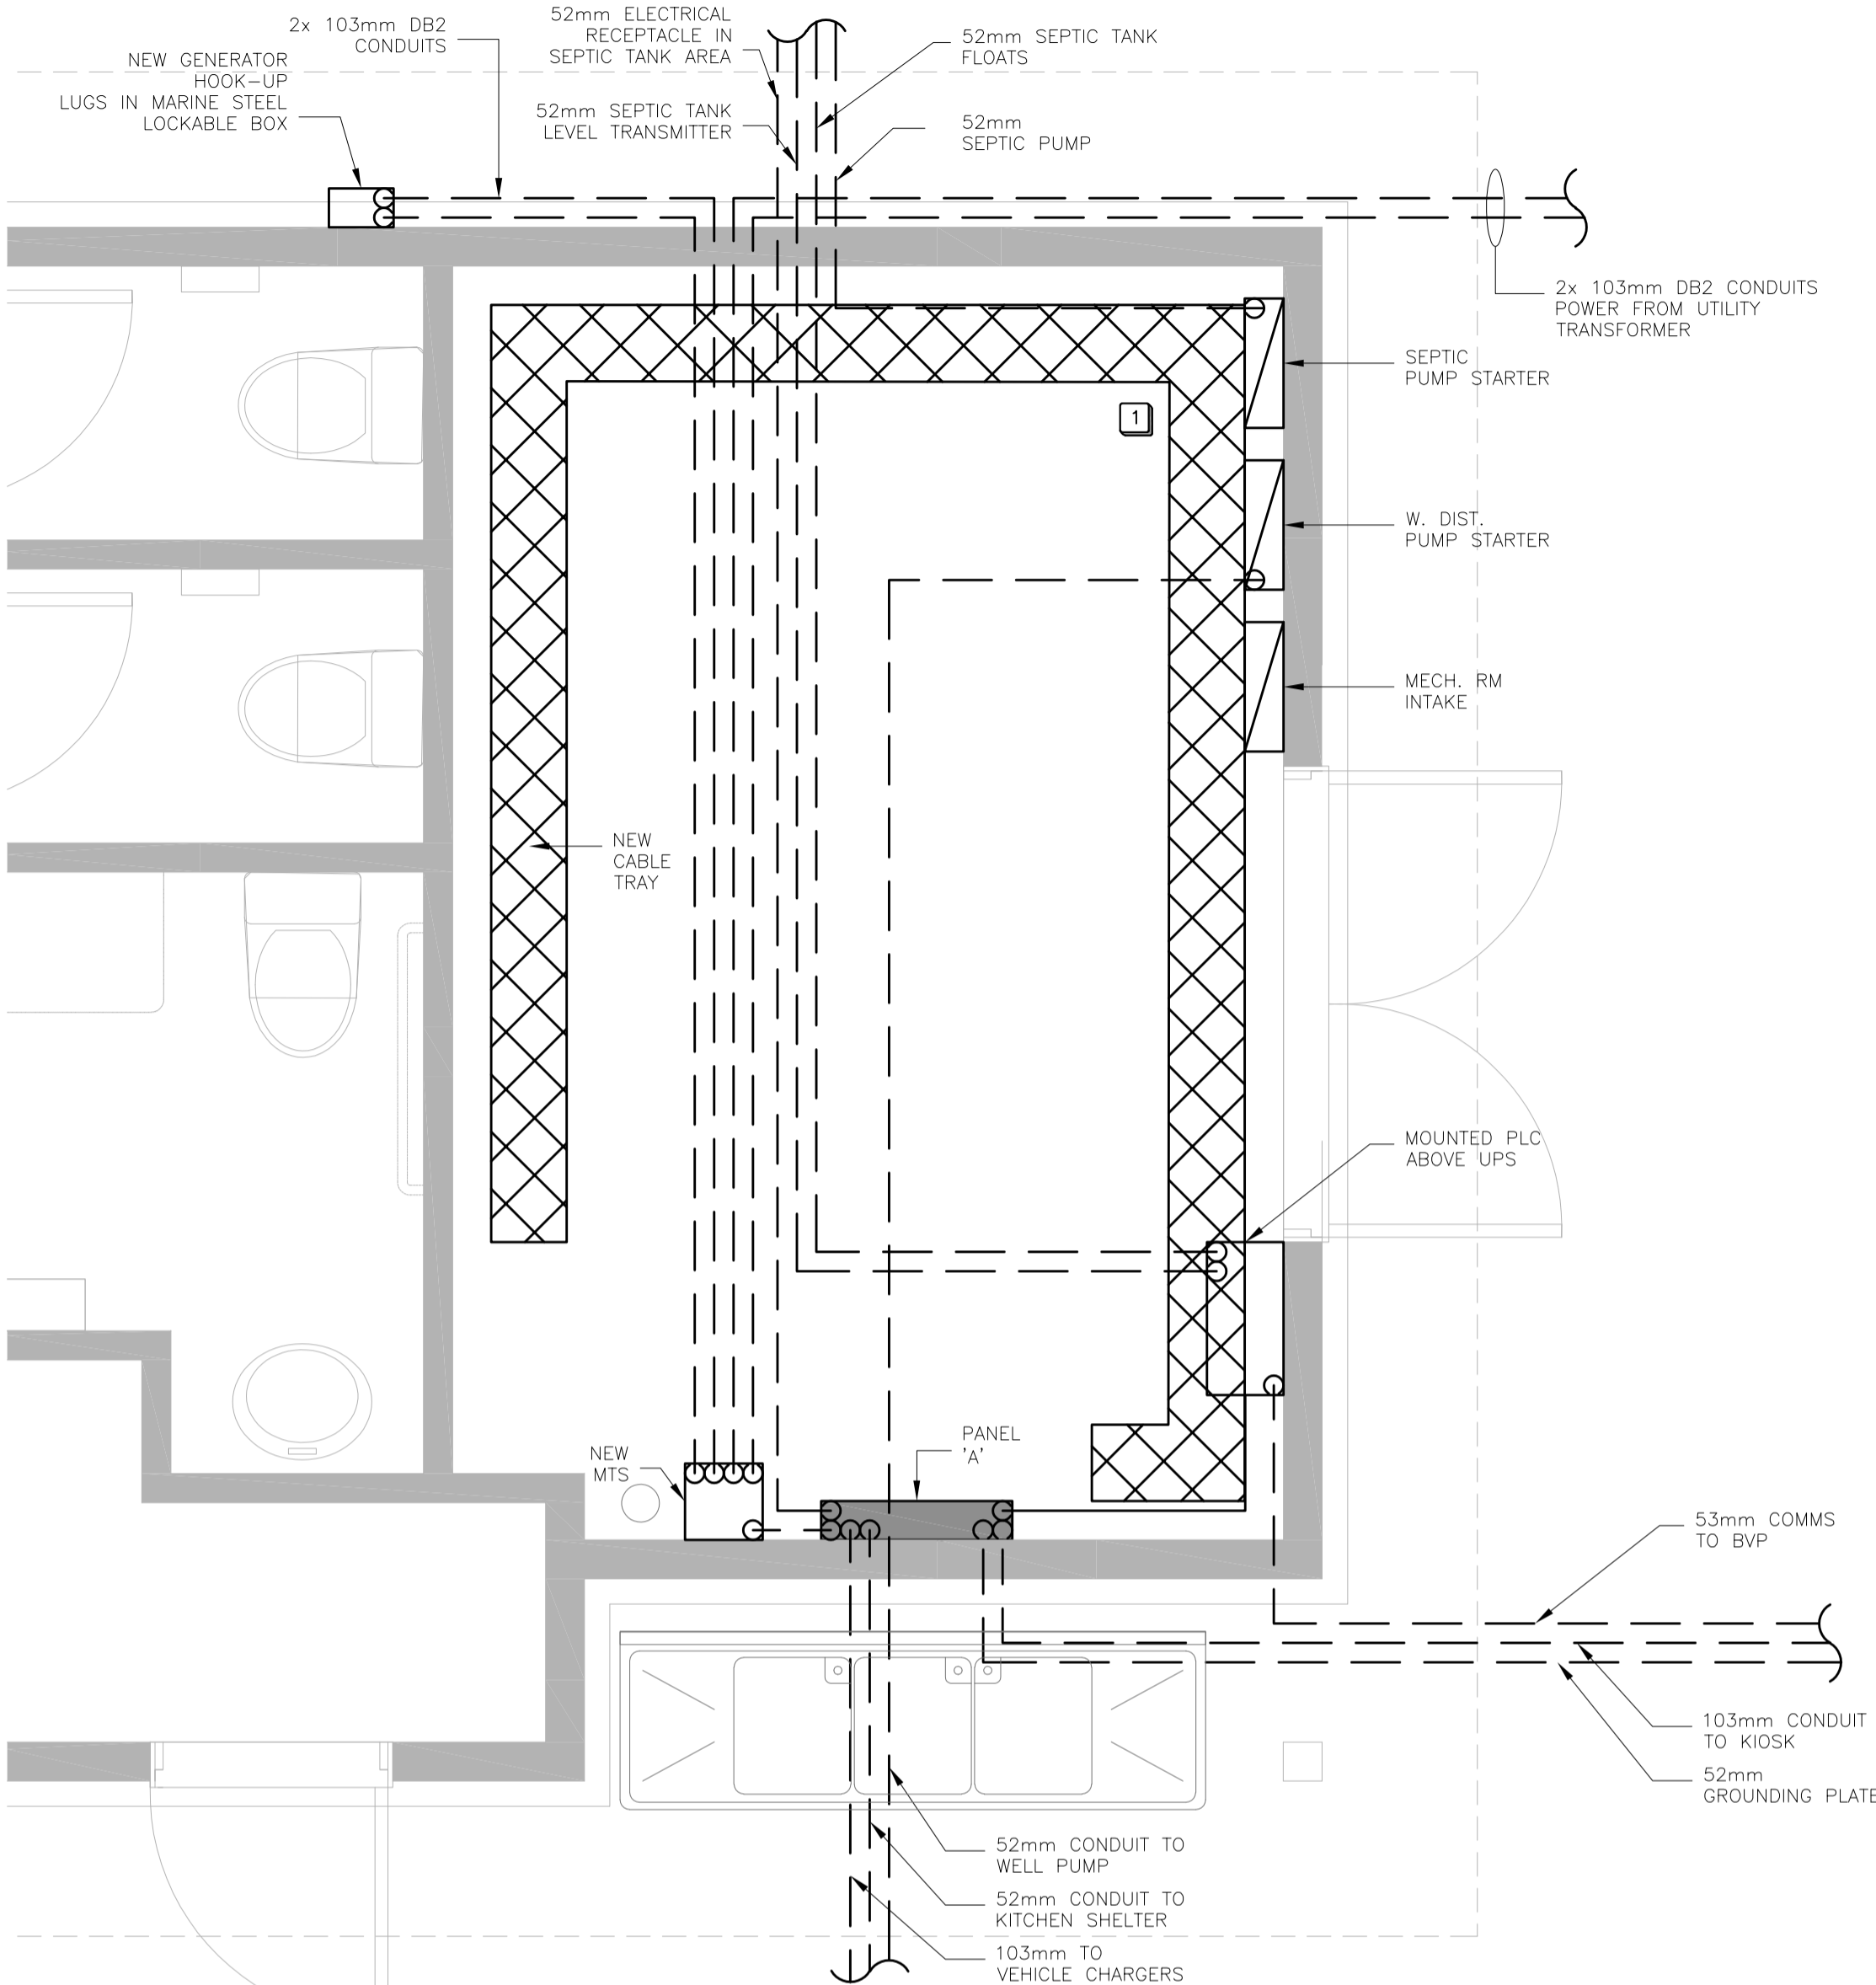 2x 103mm DB2
CONDUITS
NEW GENERATOR
HOOK-UP
LUGS IN MARINE STEEL
LOCKABLE BOX
52mm ELECTRICAL
RECEPTACLE IN
SEPTIC TANK AREA
52mm SEPTIC TANK
LEVEL TRANSMITTER
52mm SEPTIC TANK
FLOATS
52mm
SEPTIC PUMP
2x 103mm DB2 CONDUITS
POWER FROM UTILITY
TRANSFORMER
SEPTIC
PUMP STARTER
1
W. DIST.
PUMP STARTER
MECH. RM
INTAKE
NEW
CABLE
TRAY
MOUNTED PLC
ABOVE UPS
NEW
MTS
PANEL
'A'
53mm COMMS
TO BVP
103mm CONDUIT
TO KIOSK
52mm
GROUNDING PLATE
52mm CONDUIT TO
WELL PUMP
52mm CONDUIT TO
KITCHEN SHELTER
103mm TO
VEHICLE CHARGERS